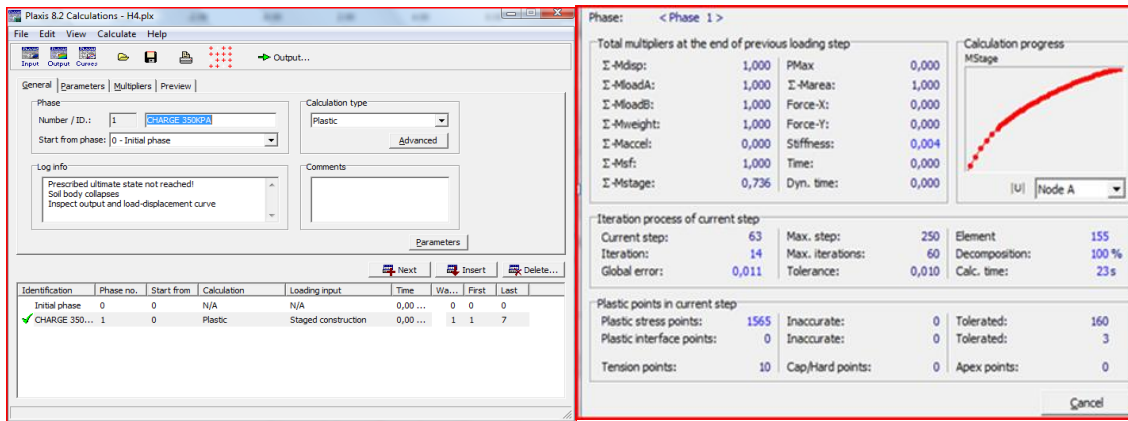 Plaxis 8.2 Calculations - H4.plx
File Edit View Calculate Help
Input Output Curves Output...
General Parameters Multipliers Preview
Phase
Number / ID.: 1 CHARGE 350KPA
Start from phase: 0 - Initial phase
Calculation type
Plastic
Advanced
Log info
Prescribed ultimate state not reached!
Soil body collapses
Inspect output and load-displacement curve
Comments
Parameters
Next Insert Delete...
Identification Phase no. Start from Calculation Loading input Time Wa... First Last
Initial phase 0 0 N/A N/A 0,00 ... 0 0 0
CHARGE 350... 1 0 Plastic Staged construction 0,00 ... 1 1 7
Phase: < Phase 1 >
Total multipliers at the end of previous loading step
Σ-Mdisp: 1,000 PMax 0,000
Σ-MloadA: 1,000 Σ-Marea: 1,000
Σ-MloadB: 1,000 Force-X: 0,000
Σ-Mweight: 1,000 Force-Y: 0,000
Σ-Maccel: 0,000 Stiffness: 0,004
Σ-Msf: 1,000 Time: 0,000
Σ-Mstage: 0,736 Dyn. time: 0,000
Calculation progress
MStage
|U| Node A
Iteration process of current step
Current step: 63 Max. step: 250 Element 155
Iteration: 14 Max. iterations: 60 Decomposition: 100 %
Global error: 0,011 Tolerance: 0,010 Calc. time: 23 s
Plastic points in current step
Plastic stress points: 1565 Inaccurate: 0 Tolerated: 160
Plastic interface points: 0 Inaccurate: 0 Tolerated: 3
Tension points: 10 Cap/Hard points: 0 Apex points: 0
Cancel